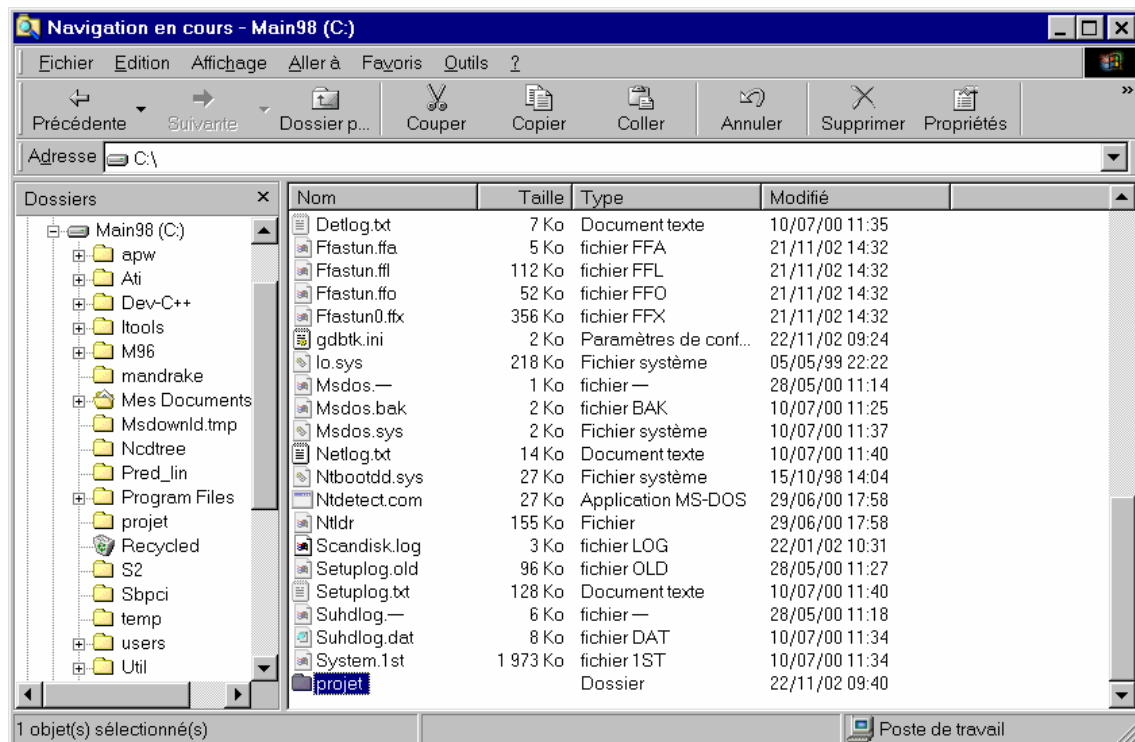 Navigation en cours - Main98 (C:)
Fichier Edition Affichage Aller à Favoris Outils ?
Précédente Suivante Dossier p... Couper Copier Coller Annuler Supprimer Propriétés »
Adresse C:\
Dossiers
Main98 (C:)
apw
Ati
Dev-C++
Itools
M96
mandrake
Mes Documents
Msdownld.tmp
Ncdtree
Pred_lin
Program Files
projet
Recycled
S2
Sbpci
temp
users
Util
Nom Taille Type Modifié
Detlog.txt 7 Ko Document texte 10/07/00 11:35
Ffastun.ffa 5 Ko fichier FFA 21/11/02 14:32
Ffastun.ffl 112 Ko fichier FFL 21/11/02 14:32
Ffastun.ffo 52 Ko fichier FFO 21/11/02 14:32
Ffastun0.ffx 356 Ko fichier FFX 21/11/02 14:32
gdbtk.ini 2 Ko Paramètres de conf... 22/11/02 09:24
Io.sys 218 Ko Fichier système 05/05/99 22:22
Msdos.— 1 Ko fichier — 28/05/00 11:14
Msdos.bak 2 Ko fichier BAK 10/07/00 11:25
Msdos.sys 2 Ko Fichier système 10/07/00 11:37
Netlog.txt 14 Ko Document texte 10/07/00 11:40
Ntbootdd.sys 27 Ko Fichier système 15/10/98 14:04
Ntdetect.com 27 Ko Application MS-DOS 29/06/00 17:58
Ntldr 155 Ko Fichier 29/06/00 17:58
Scandisk.log 3 Ko fichier LOG 22/01/02 10:31
Setuplog.old 96 Ko fichier OLD 28/05/00 11:27
Setuplog.txt 128 Ko Document texte 10/07/00 11:40
Suhdlog.— 6 Ko fichier — 28/05/00 11:18
Suhdlog.dat 8 Ko fichier DAT 10/07/00 11:34
System.1st 1 973 Ko fichier 1ST 10/07/00 11:34
projet Dossier 22/11/02 09:40
1 objet(s) sélectionné(s) Poste de travail